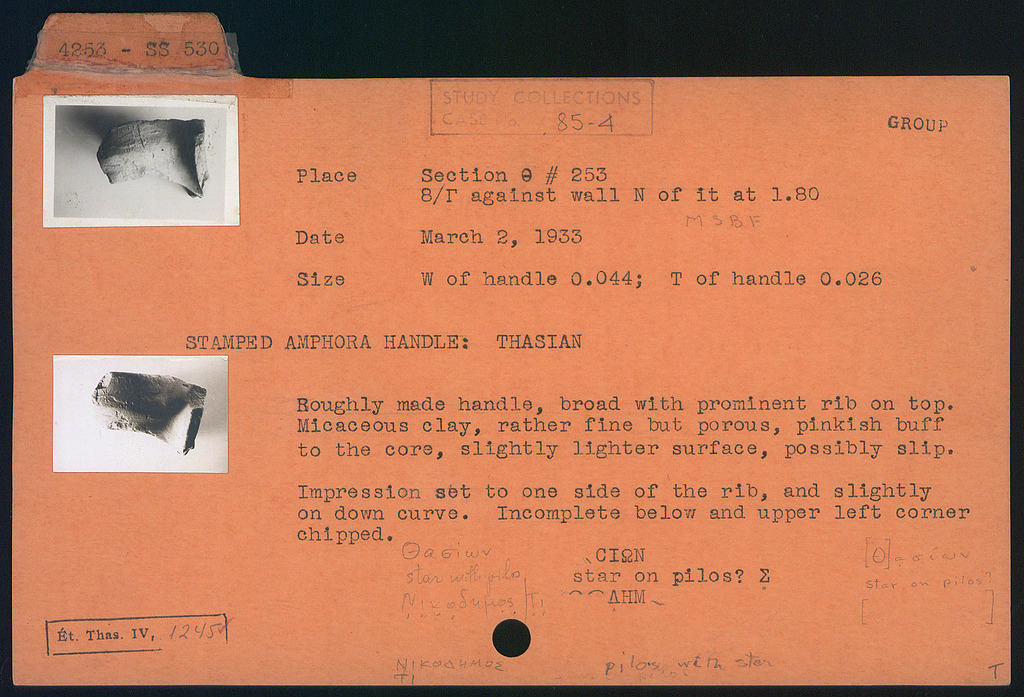 4253 - SS 530
STUDY COLLECTIONS
CASE No. 85-4
GROUP
Place Section Θ # 253
8/Γ against wall N of it at 1.80
MSBF
Date March 2, 1933
Size W of handle 0.044; T of handle 0.026
STAMPED AMPHORA HANDLE: THASIAN
Roughly made handle, broad with prominent rib on top.
Micaceous clay, rather fine but porous, pinkish buff
to the core, slightly lighter surface, possibly slip.
Impression set to one side of the rib, and slightly
on down curve. Incomplete below and upper left corner
chipped.
Θασίων
star with pilos
Νικόδημος Τι
ΣΙΩΝ
star on pilos? Σ
ΔΗΜ
[Θ]ασίων
star on pilos?
[ ]
Ét. Thas. IV, 1245
ΝΙΚΟΔΗΜΟΣ
ΤΙ
pilos with star
T